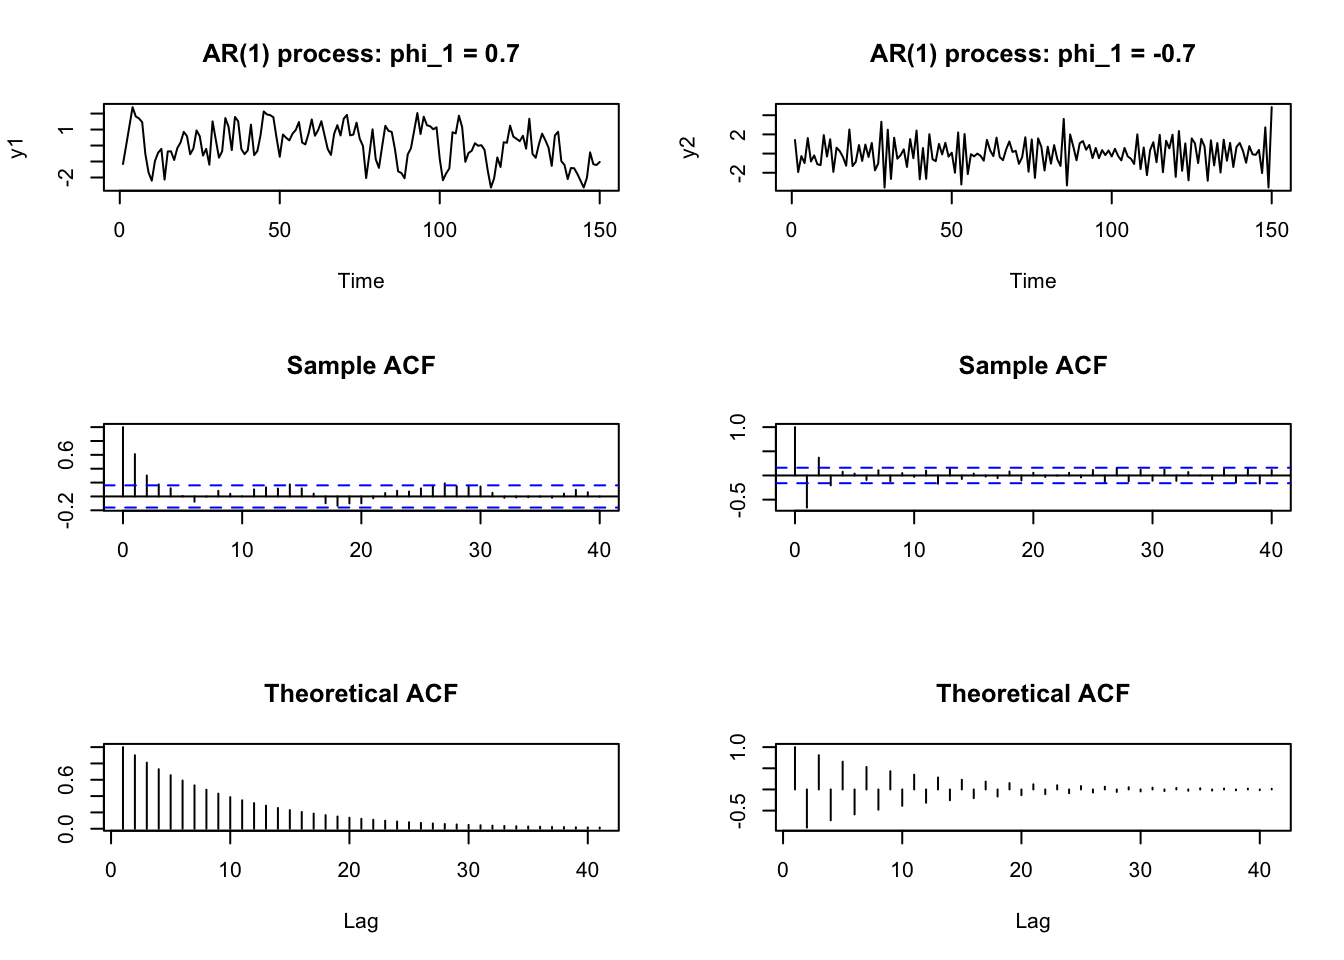 AR(1) process: phi_1 = 0.7
y1
1
-2
0 50 100 150
Time
AR(1) process: phi_1 = -0.7
y2
2
-2
0 50 100 150
Time
Sample ACF
0.6
-0.2
0 10 20 30 40
Sample ACF
1.0
-0.5
0 10 20 30 40
Theoretical ACF
0.6
0.0
0 10 20 30 40
Lag
Theoretical ACF
1.0
-0.5
0 10 20 30 40
Lag